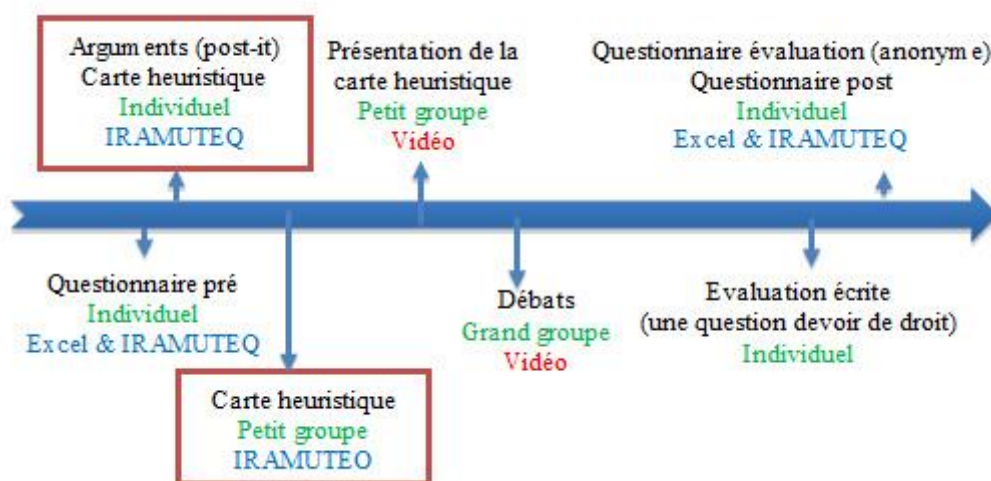 Arguments (post-it)
Carte heuristique
Individuel
IRAMUTEQ
Présentation de la
carte heuristique
Petit groupe
Vidéo
Questionnaire évaluation (anonyme)
Questionnaire post
Individuel
Excel & IRAMUTEQ
Questionnaire pré
Individuel
Excel & IRAMUTEQ
Carte heuristique
Petit groupe
IRAMUTEQ
Débats
Grand groupe
Vidéo
Evaluation écrite
(une question devoir de droit)
Individuel